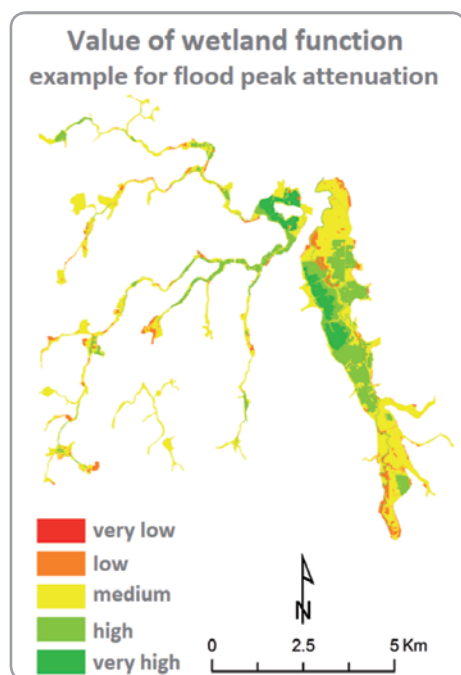 Value of wetland function
example for flood peak attenuation
very low
low
medium
high
very high
N
0 2.5 5 Km